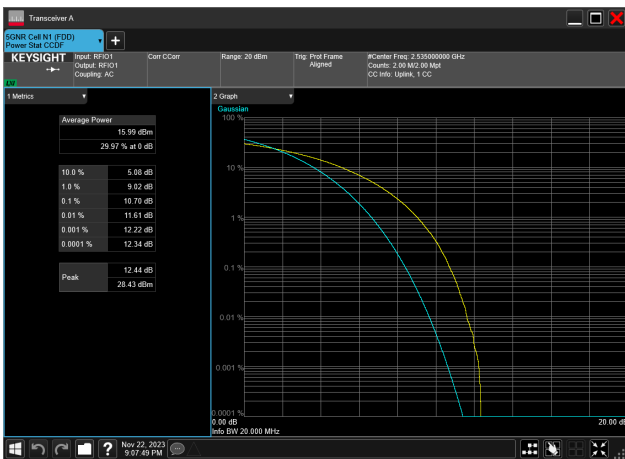 Transceiver A
5GNR Cell N1 (FDD)
Power Stat CCDF
KEYSIGHT
LV
Input: RFIO1
Output: RFIO1
Coupling: AC
Corr CCorr
Range: 20 dBm
Trig: Prot Frame
Aligned
#Center Freq: 2.535000000 GHz
Counts: 2.00 M/2.00 Mpt
CC Info: Uplink, 1 CC
1 Metrics
Average Power
15.99 dBm
29.97 % at 0 dB
10.0 % 5.08 dB
1.0 % 9.02 dB
0.1 % 10.70 dB
0.01 % 11.61 dB
0.001 % 12.22 dB
0.0001 % 12.34 dB
Peak 12.44 dB
28.43 dBm
2 Graph
Gaussian
100 %
10 %
1 %
0.1 %
0.01 %
0.001 %
0.0001 %
0.00 dB
20.00 dB
Info BW 20.000 MHz
Nov 22, 2023
9:07:49 PM